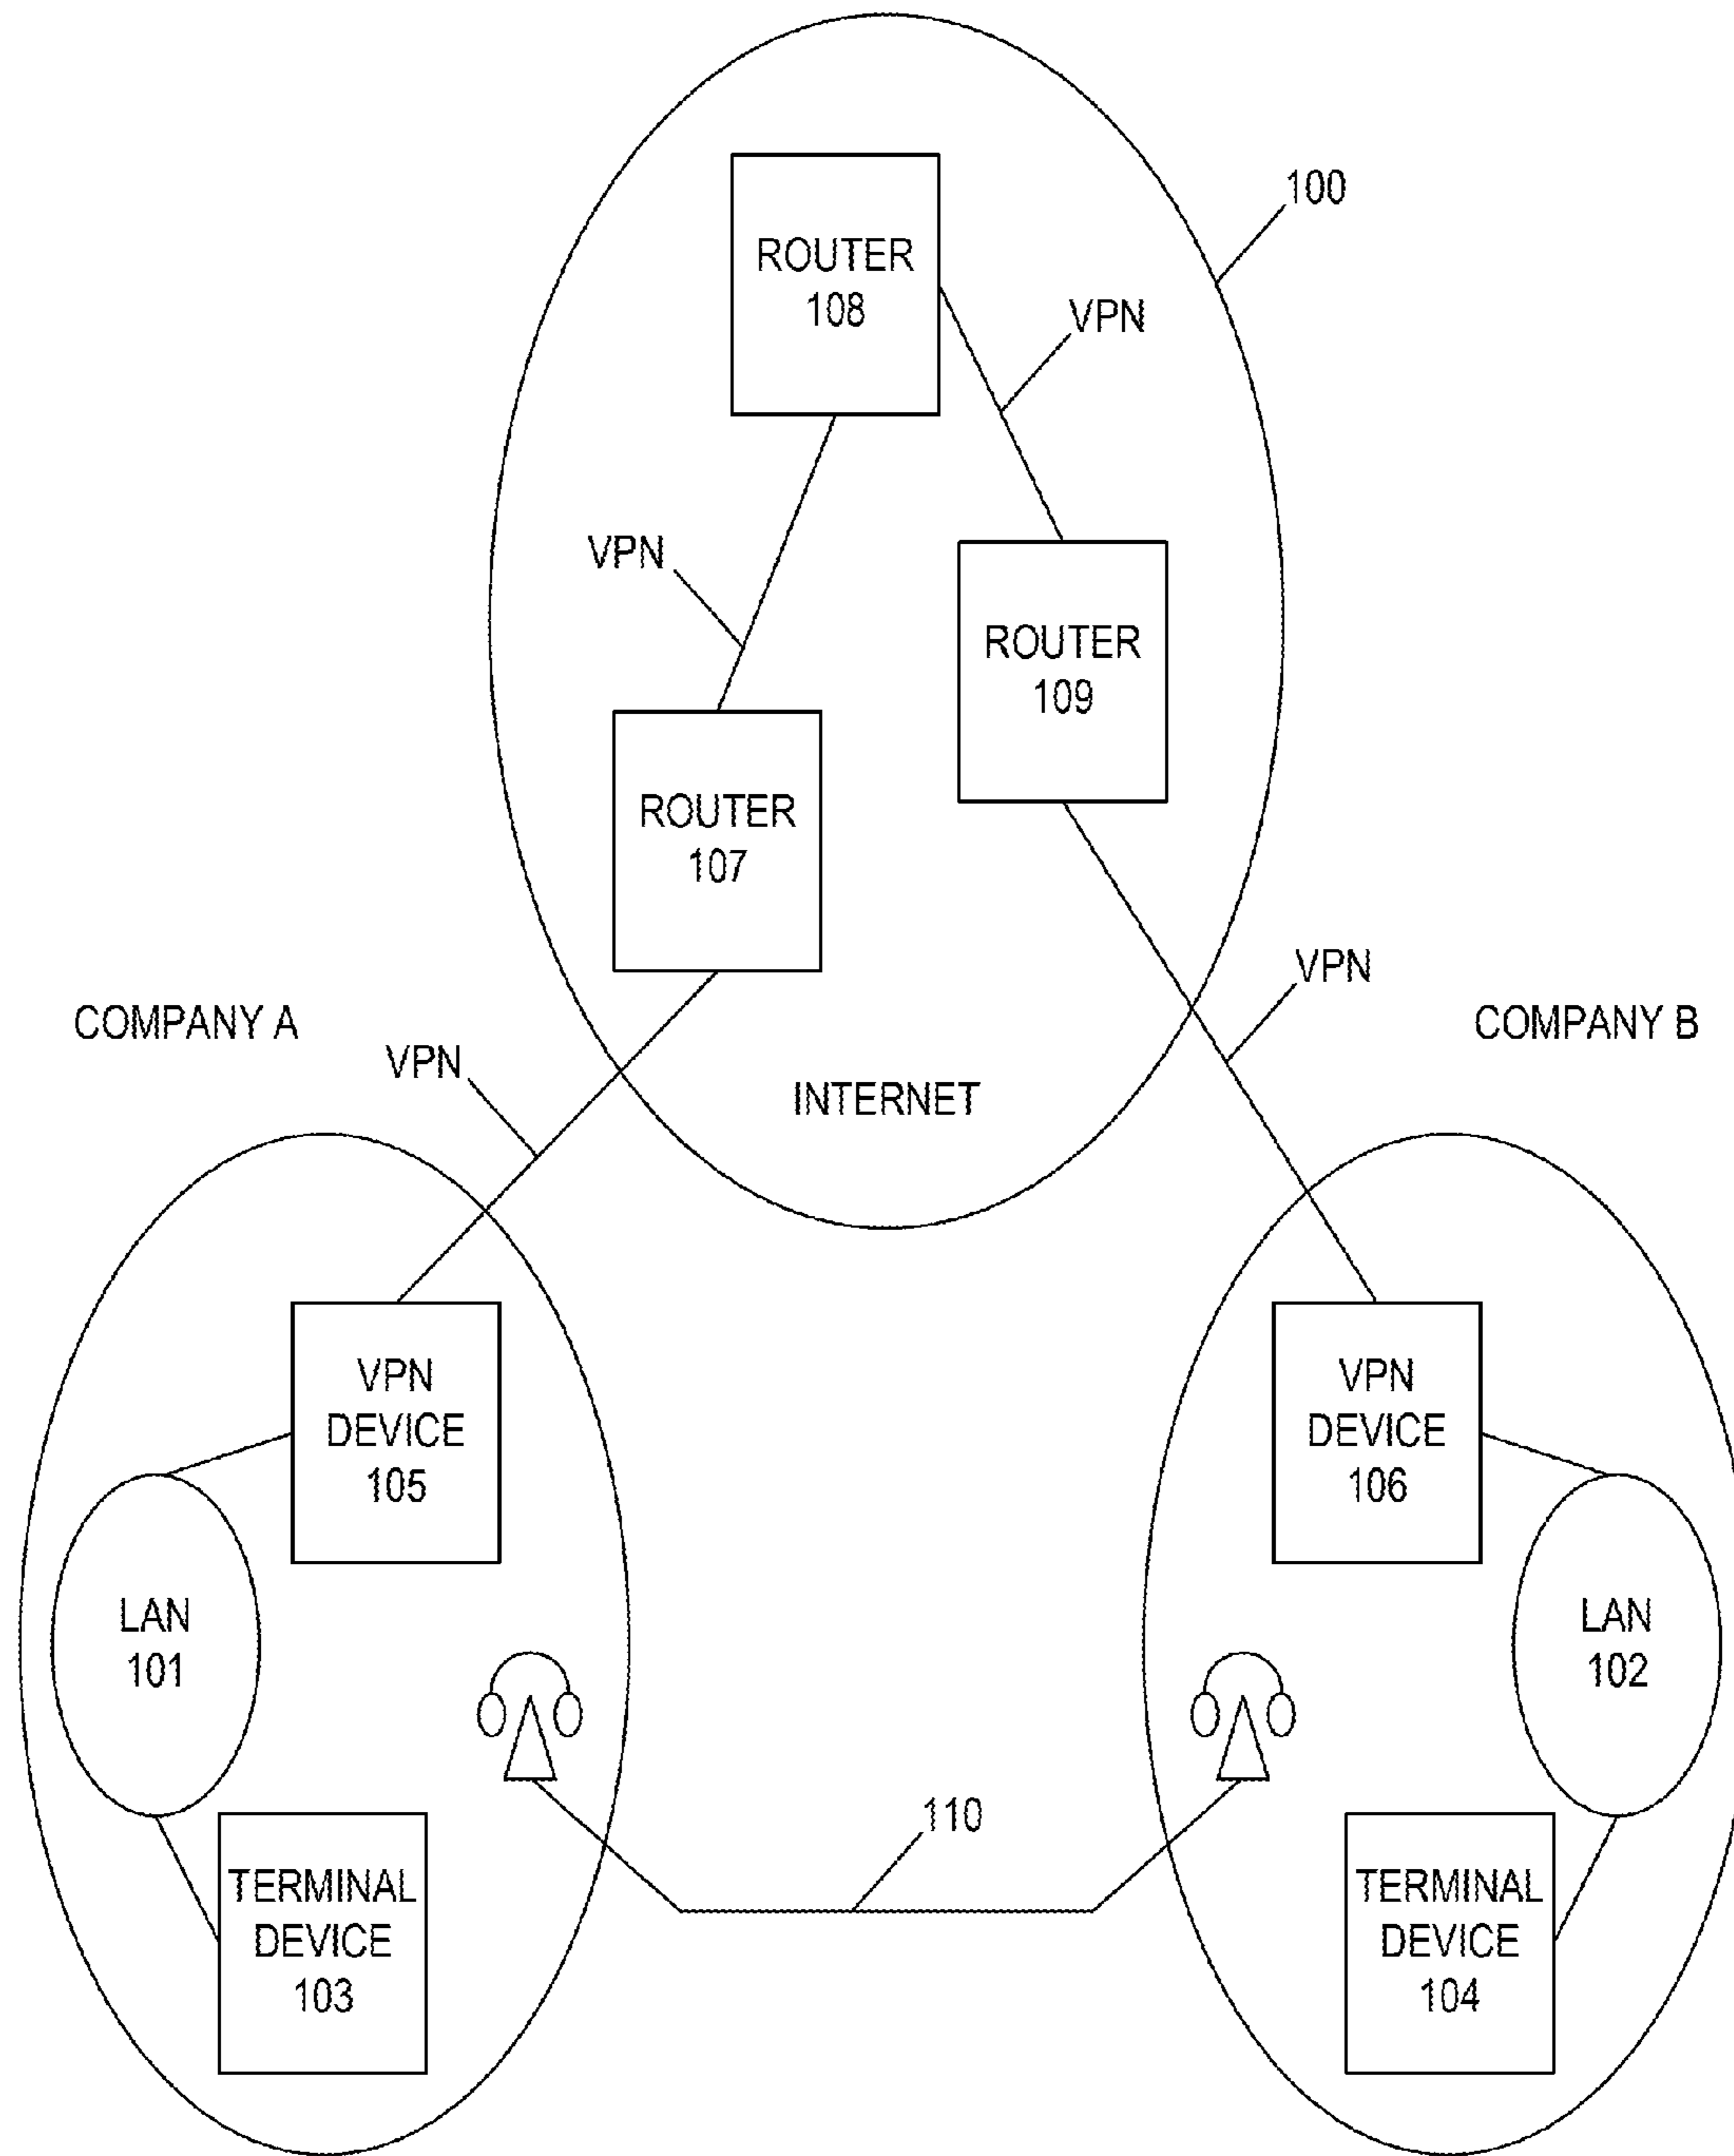 100
ROUTER
108
VPN
VPN
ROUTER
109
ROUTER
107
VPN
COMPANY A
COMPANY B
VPN
INTERNET
VPN
DEVICE
105
VPN
DEVICE
106
LAN
101
LAN
102
110
TERMINAL
DEVICE
103
TERMINAL
DEVICE
104